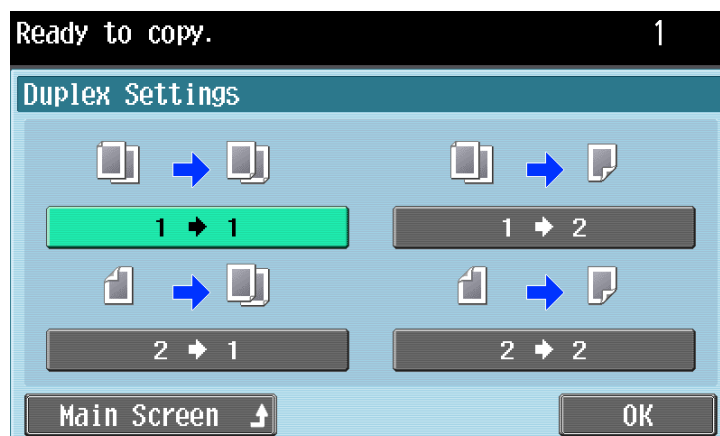 Ready to copy. 1
Duplex Settings
1 → 1
1 → 2
2 → 1
2 → 2
Main Screen
OK